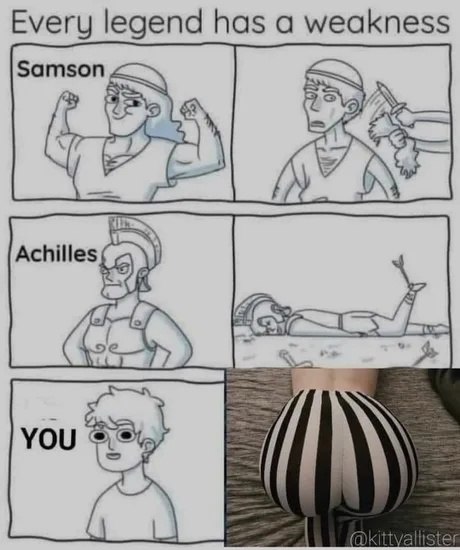 Every legend has a weakness
Samson
Achilles
YOU
@kittyallister